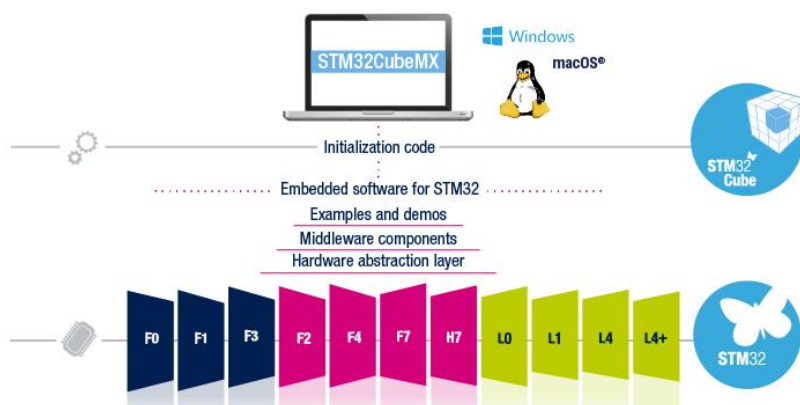 STM32CubeMX
Windows
macOS®
Initialization code
STM32
Cube
Embedded software for STM32
Examples and demos
Middleware components
Hardware abstraction layer
F0 F1 F3 F2 F4 F7 H7 L0 L1 L4 L4+
STM32